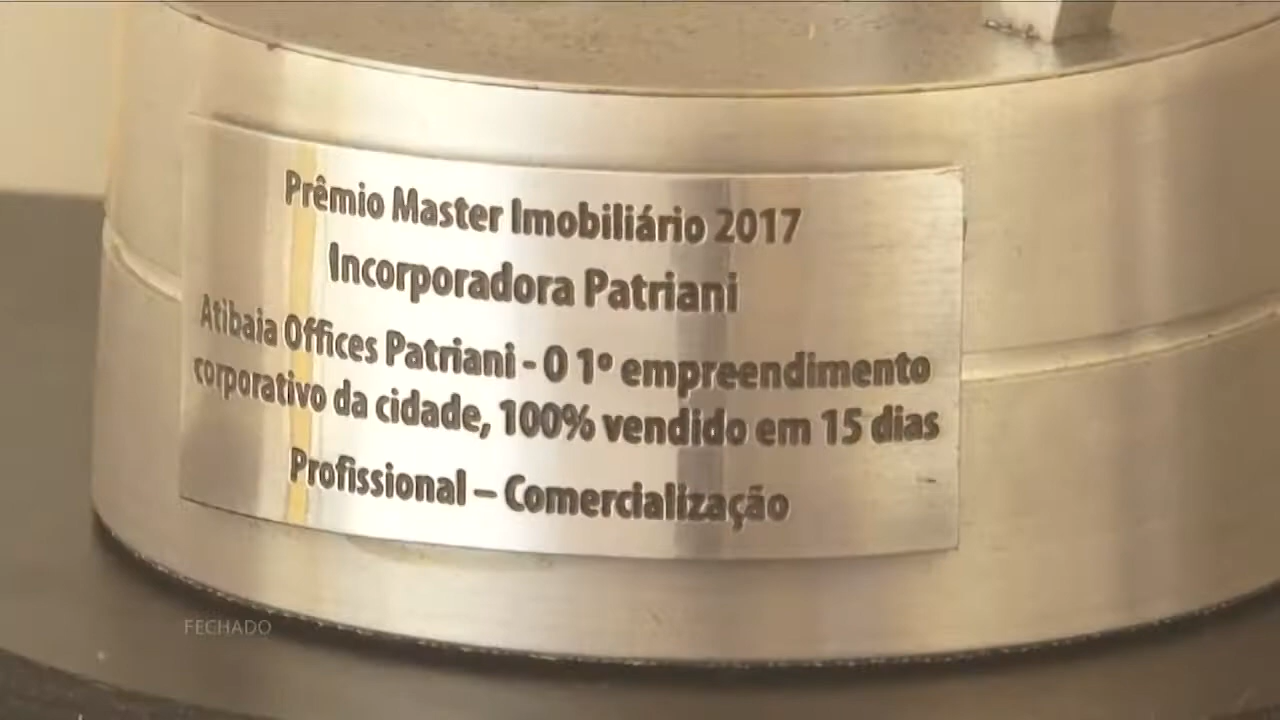 Prêmio Master Imobiliário 2017
Incorporadora Patriani
Atibaia Offices Patriani - O 1º empreendimento
corporativo da cidade, 100% vendido em 15 dias
Profissional – Comercialização
FECHADO